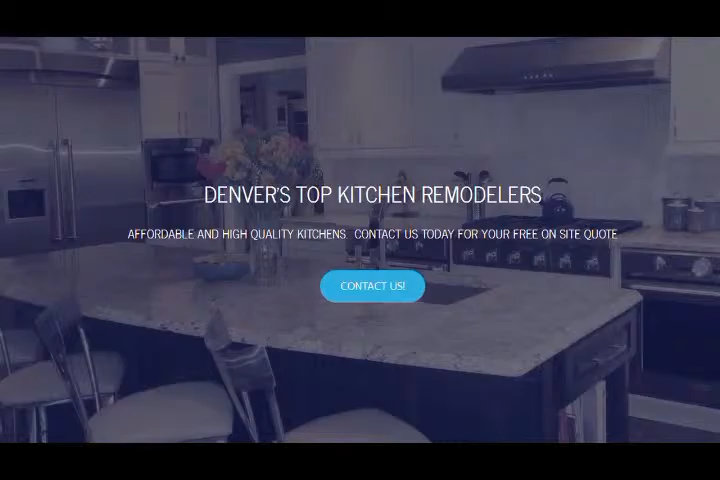 DENVER'S TOP KITCHEN REMODELERS
AFFORDABLE AND HIGH QUALITY KITCHENS. CONTACT US TODAY FOR YOUR FREE ON SITE QUOTE
CONTACT US!